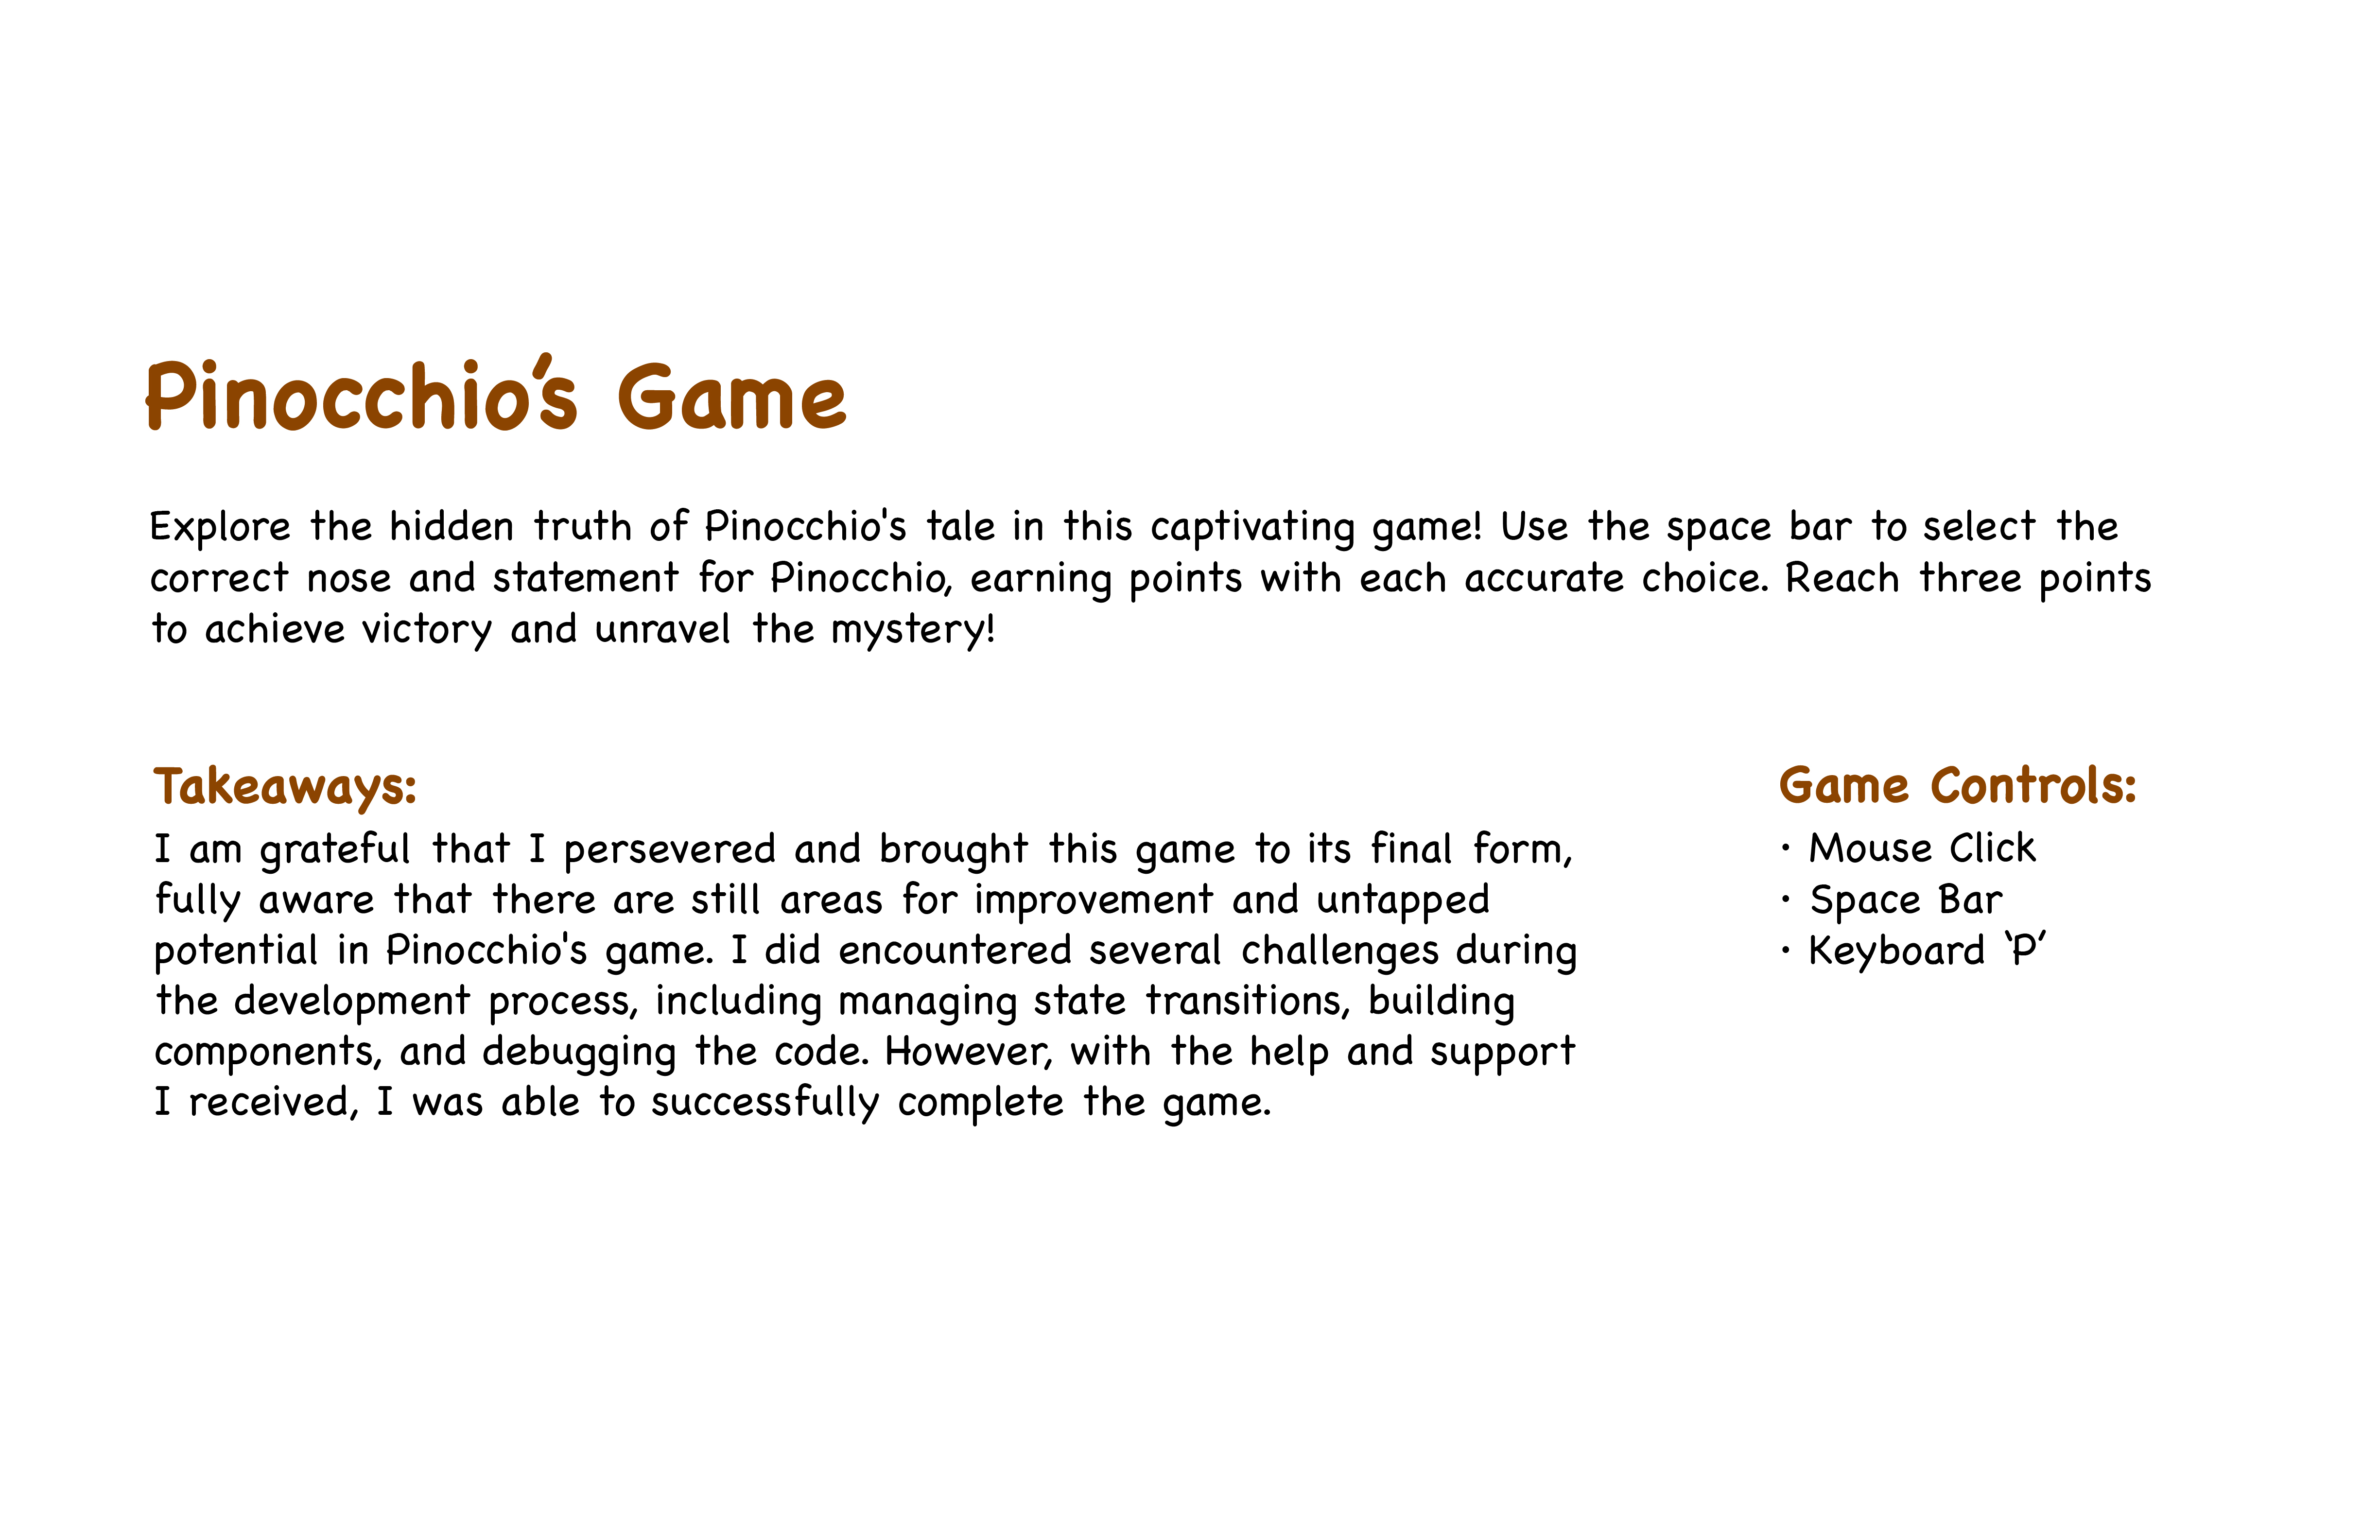 Pinocchio’s Game
Explore the hidden truth of Pinocchio's tale in this captivating game! Use the space bar to select the
correct nose and statement for Pinocchio, earning points with each accurate choice. Reach three points
to achieve victory and unravel the mystery!
Takeaways:
I am grateful that I persevered and brought this game to its final form,
fully aware that there are still areas for improvement and untapped
potential in Pinocchio's game. I did encountered several challenges during
the development process, including managing state transitions, building
components, and debugging the code. However, with the help and support
I received, I was able to successfully complete the game.
Game Controls:
• Mouse Click
• Space Bar
• Keyboard ‘P’